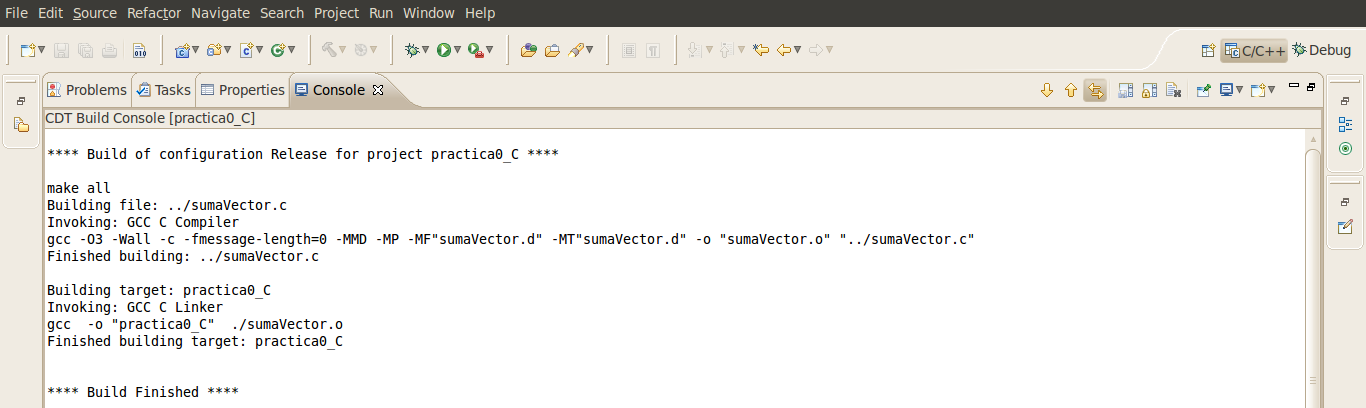 File Edit Source Refactor Navigate Search Project Run Window Help
C/C++ Debug
Problems Tasks Properties Console
CDT Build Console [practica0_C]
**** Build of configuration Release for project practica0_C ****
make all
Building file: ../sumaVector.c
Invoking: GCC C Compiler
gcc -O3 -Wall -c -fmessage-length=0 -MMD -MP -MF"sumaVector.d" -MT"sumaVector.d" -o "sumaVector.o" "../sumaVector.c"
Finished building: ../sumaVector.c
Building target: practica0_C
Invoking: GCC C Linker
gcc  -o "practica0_C"  ./sumaVector.o
Finished building target: practica0_C
**** Build Finished ****